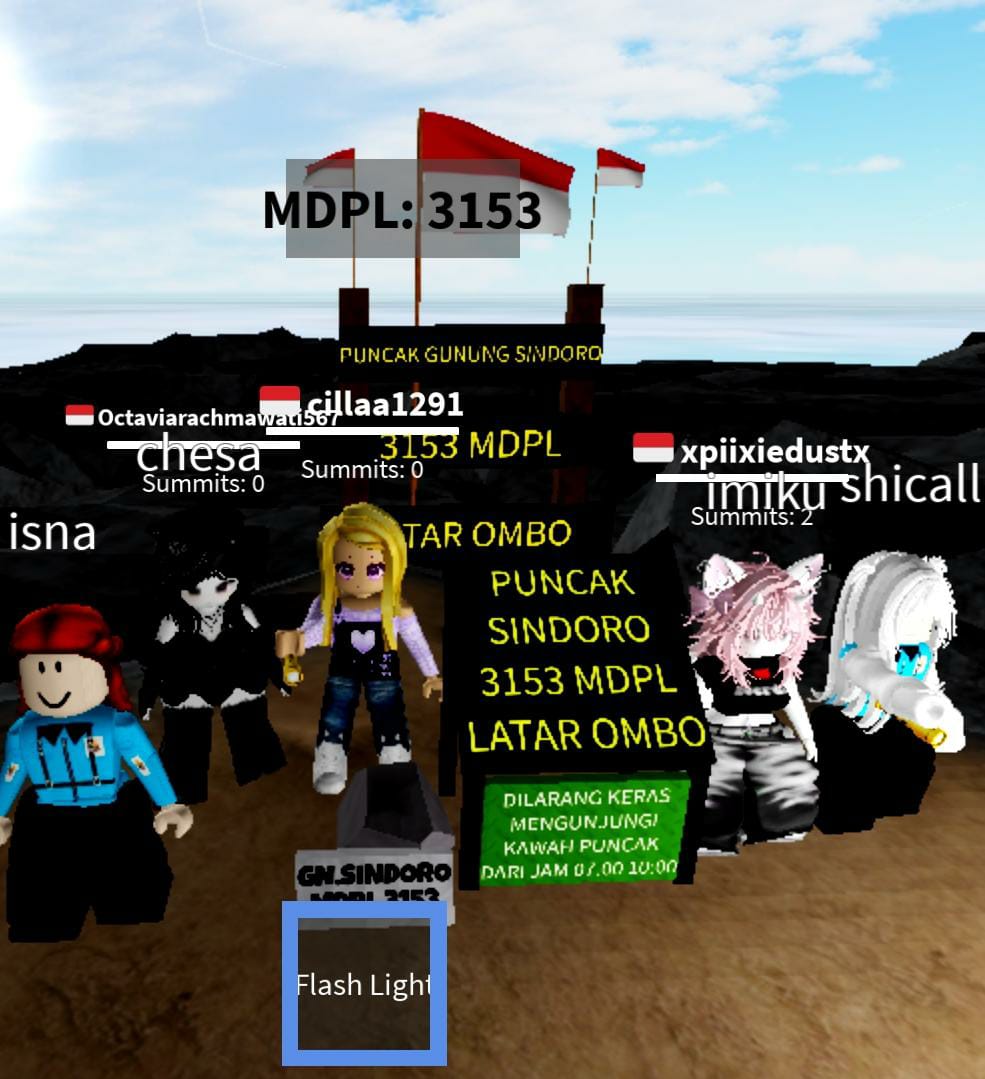 MDPL: 3153
PUNCAK GUNUNG SINDORO
cillaa1291
Octaviarachmawati567
3153 MDPL
xpiixiedustx
chesa
Summits: 0
Summits: 0
imiku
shicall
Summits: 2
isna
TAR OMBO
PUNCAK
SINDORO
3153 MDPL
LATAR OMBO
DILARANG KERAS
MENGUNJUNGI
KAWAH PUNCAK
DARI JAM 07.00 10:00
GN.SINDORO
MDPL 3153
Flash Light